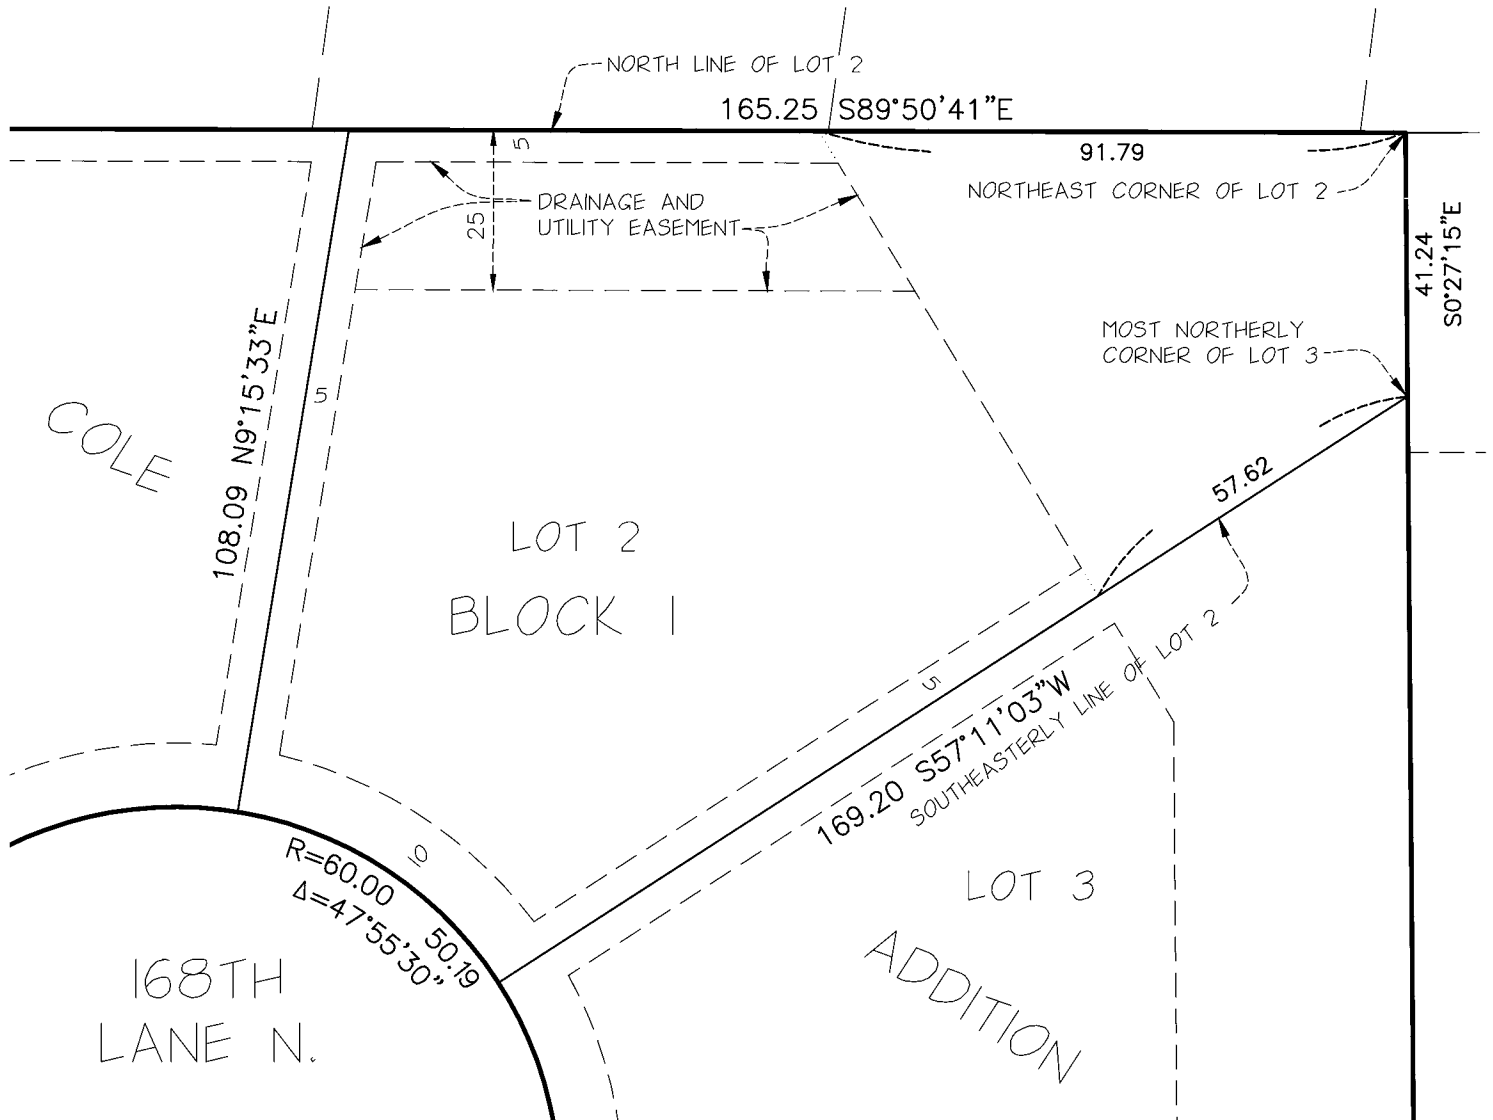 NORTH LINE OF LOT 2
165.25 S89°50'41"E
5
91.79
NORTHEAST CORNER OF LOT 2
DRAINAGE AND
UTILITY EASEMENT
25
41.24
S0°27'15"E
MOST NORTHERLY
CORNER OF LOT 3
108.09 N9°15'33"E
5
COLE
57.62
LOT 2
BLOCK 1
5
169.20 S57°11'03"W
SOUTHEASTERLY LINE OF LOT 2
10
R=60.00 50.19
Δ=47°55'30"
LOT 3
ADDITION
168TH
LANE N.